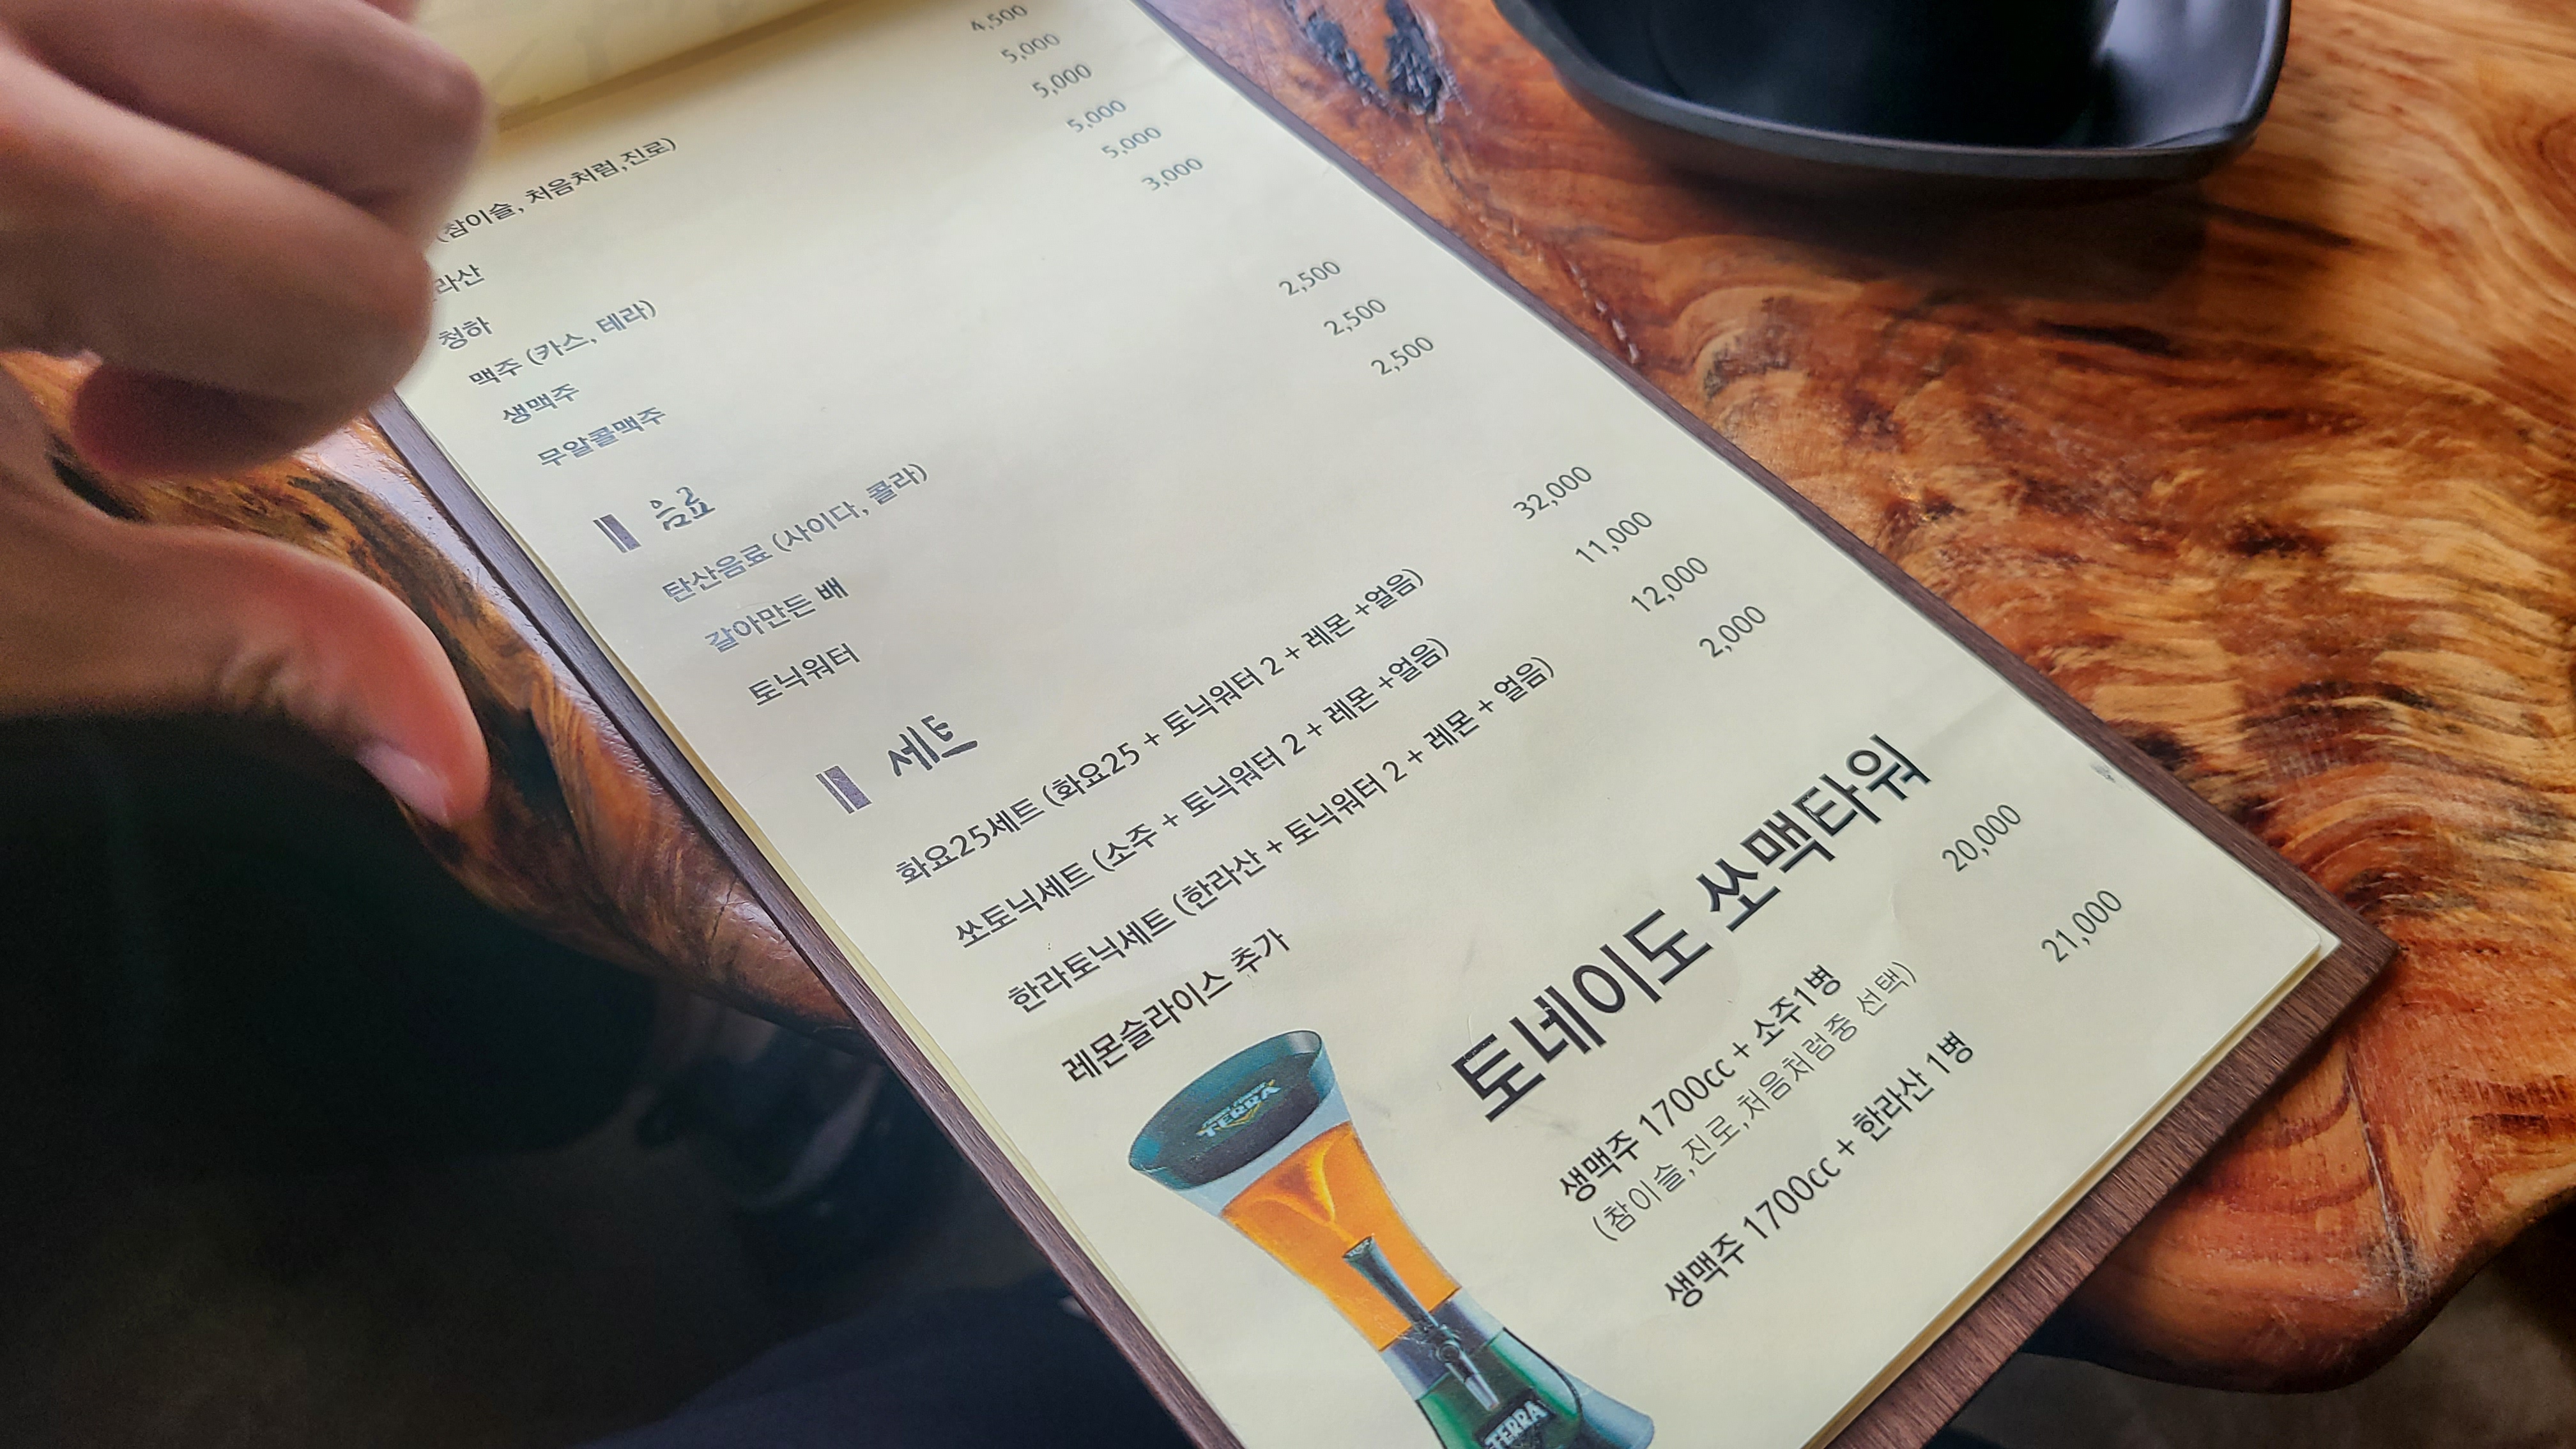 (참이슬, 처음처럼,진로) 4,500
라산 5,000
청하 5,000
맥주 (카스, 테라) 5,000
생맥주 5,000
무알콜맥주 3,000
음료
탄산음료 (사이다, 콜라) 2,500
갈아만든 배 2,500
토닉워터 2,500
세트
화요25세트 (화요25 + 토닉워터 2 + 레몬 +얼음) 32,000
쏘토닉세트 (소주 + 토닉워터 2 + 레몬 +얼음) 11,000
한라토닉세트 (한라산 + 토닉워터 2 + 레몬 + 얼음) 12,000
레몬슬라이스 추가 2,000
토네이도 쏘맥타워
생맥주 1700cc + 소주1병 20,000
(참이슬,진로,처음처럼중 선택)
생맥주 1700cc + 한라산 1병 21,000
TERRA
TERRA